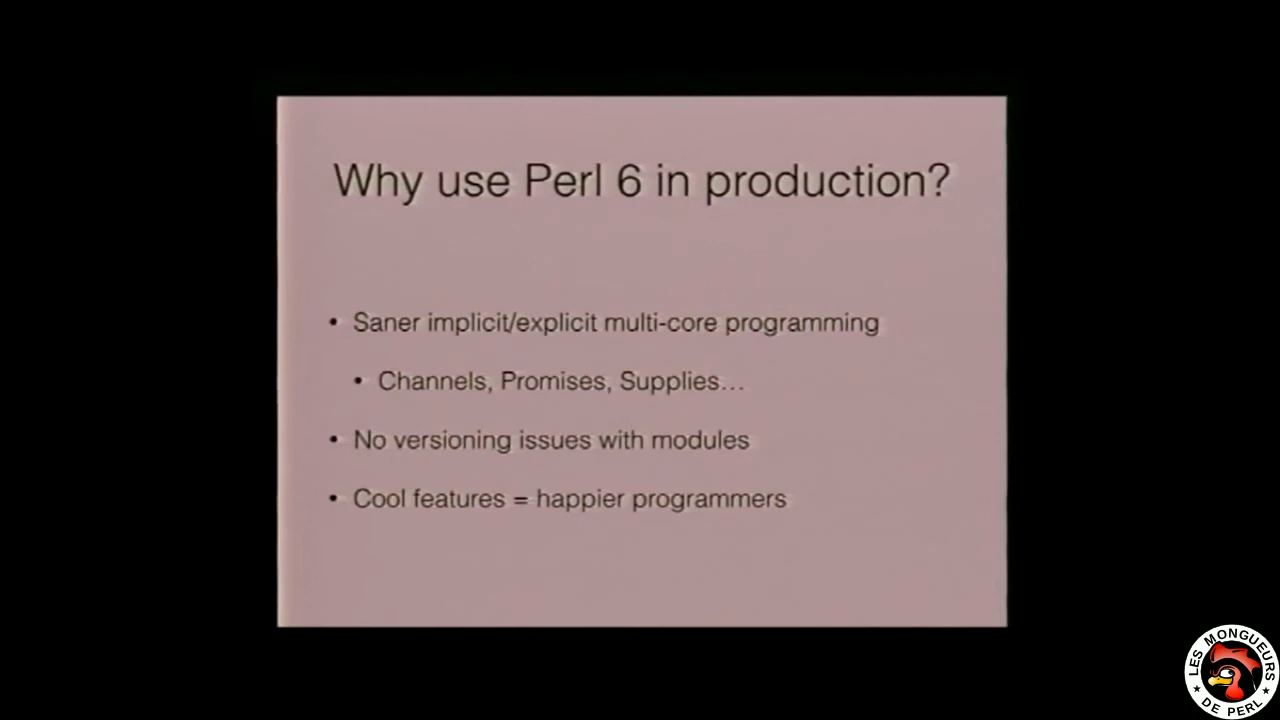 Why use Perl 6 in production?
• Saner implicit/explicit multi-core programming
• Channels, Promises, Supplies…
• No versioning issues with modules
• Cool features = happier programmers
LES MONGUEURS
★ DE PERL ★